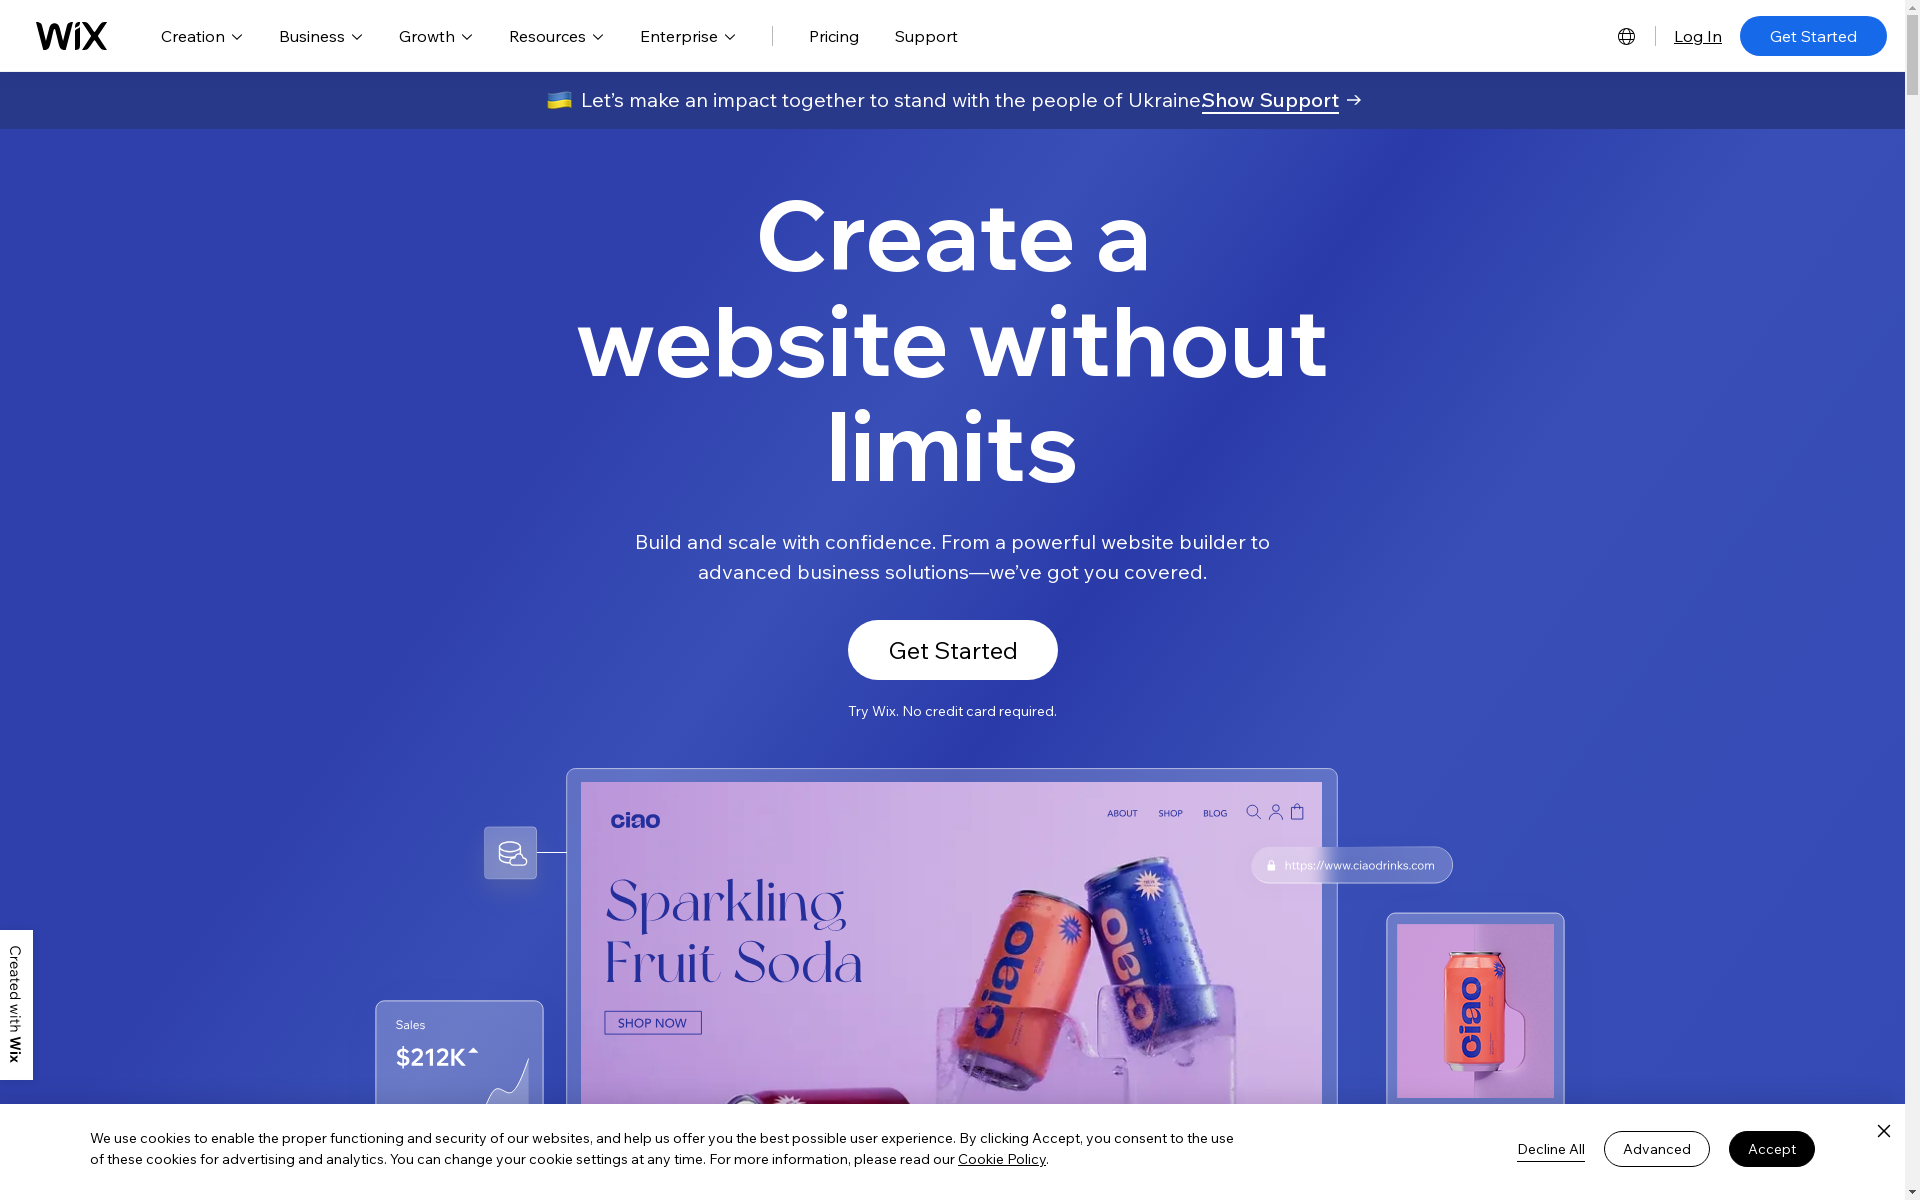 WiX
Creation
Business
Growth
Resources
Enterprise
Pricing
Support
Log In
Get Started
Let's make an impact together to stand with the people of Ukraine Show Support →
Create a
website without
limits
Build and scale with confidence. From a powerful website builder to
advanced business solutions—we've got you covered.
Get Started
Try Wix. No credit card required.
ciao
ABOUT
SHOP
BLOG
https://www.ciaodrinks.com
Sparkling
Fruit Soda
SHOP NOW
ciao
ciao
ciao
Sales
$212K
Created with Wix
We use cookies to enable the proper functioning and security of our websites, and help us offer you the best possible user experience. By clicking Accept, you consent to the use
of these cookies for advertising and analytics. You can change your cookie settings at any time. For more information, please read our Cookie Policy.
Decline All
Advanced
Accept